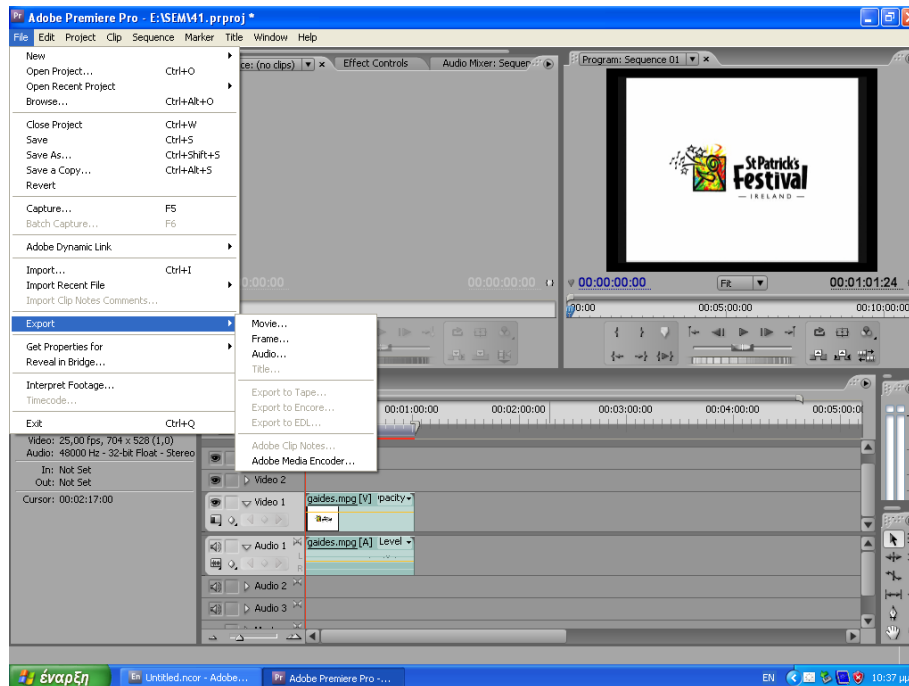 Adobe Premiere Pro - E:\SEM\41.prproj *
File Edit Project Clip Sequence Marker Title Window Help
New
Open Project... Ctrl+O
Open Recent Project
Browse... Ctrl+Alt+O
Close Project Ctrl+W
Save Ctrl+S
Save As... Ctrl+Shift+S
Save a Copy... Ctrl+Alt+S
Revert
Capture... F5
Batch Capture... F6
Adobe Dynamic Link
Import... Ctrl+I
Import Recent File
Import Clip Notes Comments...
Export
Get Properties for
Reveal in Bridge...
Interpret Footage...
Timecode...
Exit Ctrl+Q
Movie...
Frame...
Audio...
Title...
Export to Tape...
Export to Encore...
Export to EDL...
Adobe Clip Notes...
Adobe Media Encoder...
ce: (no clips) Effect Controls Audio Mixer: Sequen
Program: Sequence 01
St Patrick's
Festival
IRELAND
0:00:00 00:00:00:00
00:00:00:00 Fit 00:01:01:24
00:00 00:05:00:00 00:10:00:00
00:01:00:00 00:02:00:00 00:03:00:00 00:04:00:00 00:05:00:0
Video: 25,00 fps, 704 x 528 (1,0)
Audio: 48000 Hz - 32-bit Float - Stereo
In: Not Set
Out: Not Set
Cursor: 00:02:17:00
Video 2
Video 1 gaides.mpg [V] pacity
Audio 1 gaides.mpg [A] Level
L
R
Audio 2
Audio 3
έναρξη Untitled.ncor - Adobe... Adobe Premiere Pro -... EN 10:37 μμ